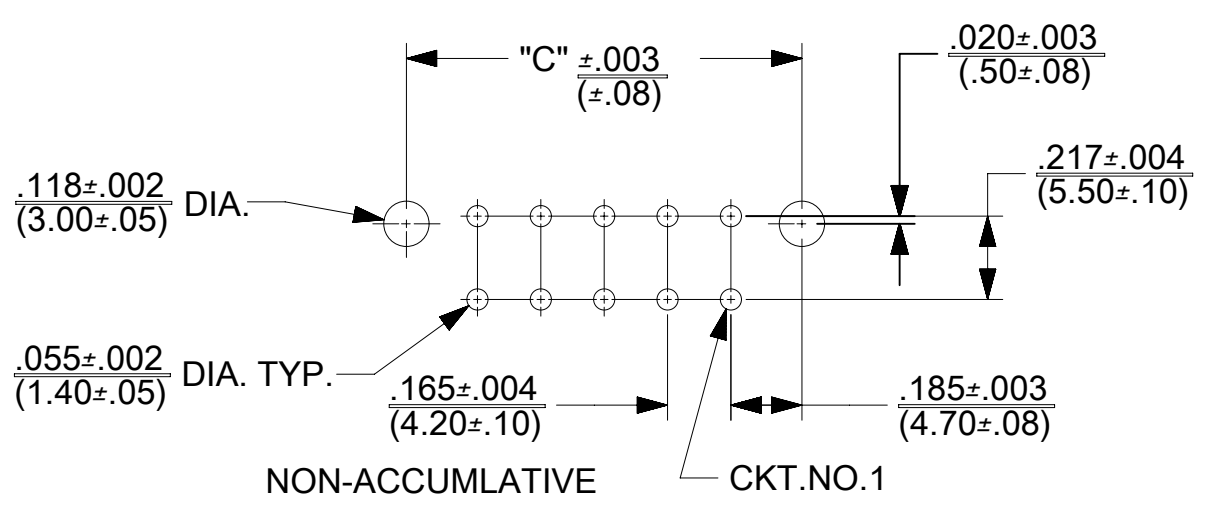 "C" ±.003
(±.08)
.020±.003
(.50±.08)
.217±.004
(5.50±.10)
.118±.002 DIA.
(3.00±.05)
.055±.002 DIA. TYP.
(1.40±.05)
.165±.004
(4.20±.10)
.185±.003
(4.70±.08)
NON-ACCUMLATIVE
CKT.NO.1